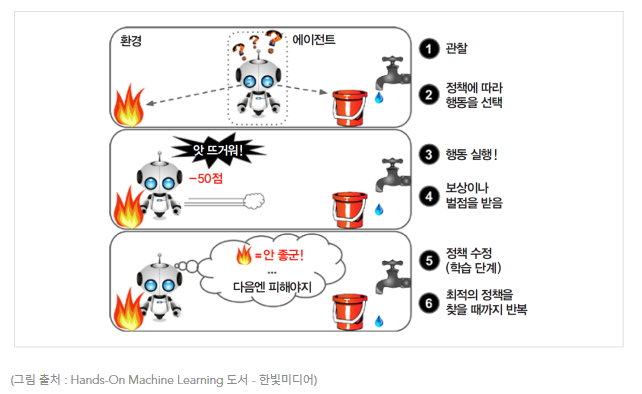 환경
에이전트
? ? ?
1 관찰
2 정책에 따라
행동을 선택
앗 뜨거워!
-50점
3 행동 실행!
4 보상이나
벌점을 받음
= 안 좋군!
...
다음엔 피해야지
5 정책 수정
(학습 단계)
6 최적의 정책을
찾을 때까지 반복
(그림 출처 : Hands-On Machine Learning 도서 - 한빛미디어)